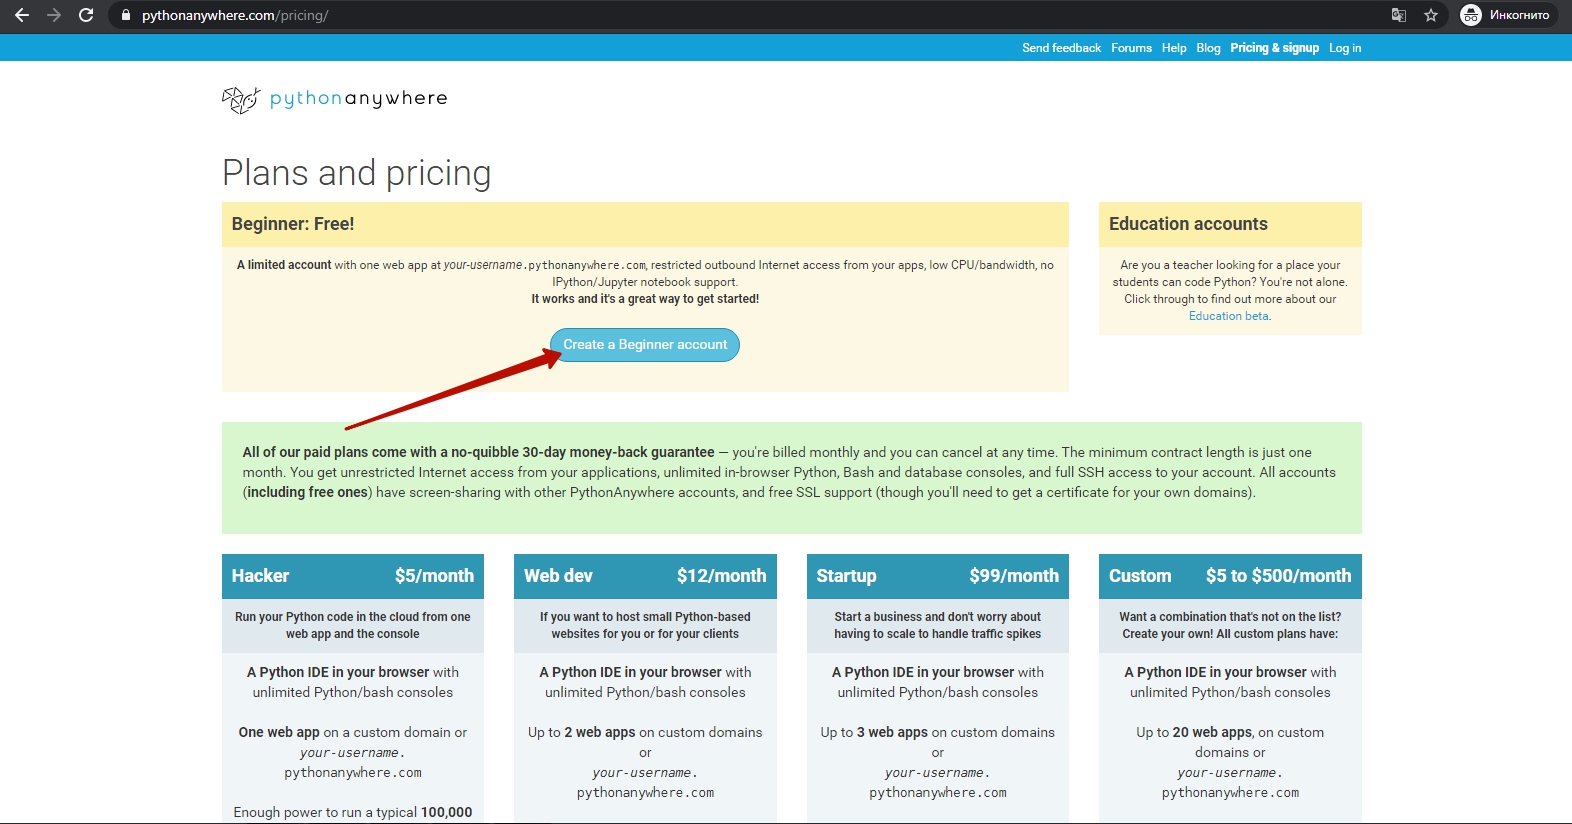 pythonanywhere.com/pricing/
Инкогнито
Send feedback Forums Help Blog Pricing & signup Log in
pythonanywhere
Plans and pricing
Beginner: Free!
A limited account with one web app at your-username.pythonanywhere.com, restricted outbound Internet access from your apps, low CPU/bandwidth, no
IPython/Jupyter notebook support.
It works and it's a great way to get started!
Create a Beginner account
Education accounts
Are you a teacher looking for a place your
students can code Python? You're not alone.
Click through to find out more about our
Education beta.
All of our paid plans come with a no-quibble 30-day money-back guarantee — you're billed monthly and you can cancel at any time. The minimum contract length is just one
month. You get unrestricted Internet access from your applications, unlimited in-browser Python, Bash and database consoles, and full SSH access to your account. All accounts
(including free ones) have screen-sharing with other PythonAnywhere accounts, and free SSL support (though you'll need to get a certificate for your own domains).
Hacker $5/month
Run your Python code in the cloud from one
web app and the console
A Python IDE in your browser with
unlimited Python/bash consoles
One web app on a custom domain or
your-username.
pythonanywhere.com
Enough power to run a typical 100,000
Web dev $12/month
If you want to host small Python-based
websites for you or for your clients
A Python IDE in your browser with
unlimited Python/bash consoles
Up to 2 web apps on custom domains
or
your-username.
pythonanywhere.com
Startup $99/month
Start a business and don't worry about
having to scale to handle traffic spikes
A Python IDE in your browser with
unlimited Python/bash consoles
Up to 3 web apps on custom domains
or
your-username.
pythonanywhere.com
Custom $5 to $500/month
Want a combination that's not on the list?
Create your own! All custom plans have:
A Python IDE in your browser with
unlimited Python/bash consoles
Up to 20 web apps, on custom
domains or
your-username.
pythonanywhere.com